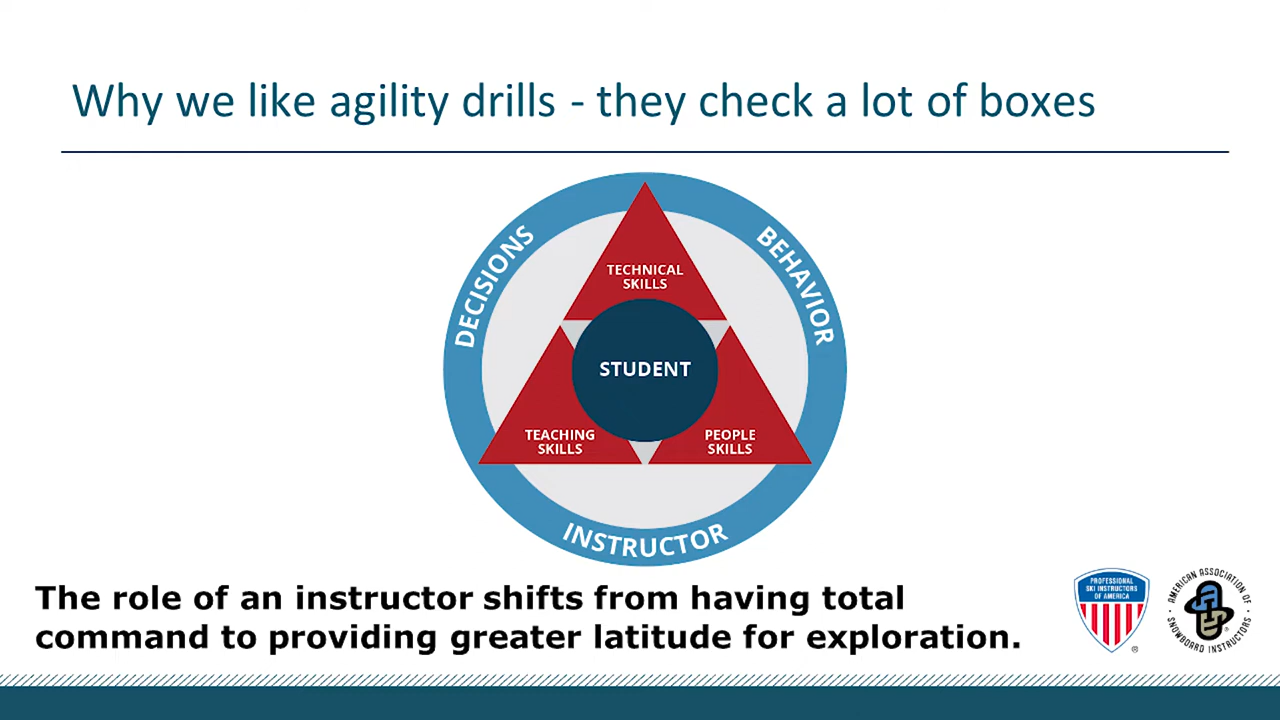 Why we like agility drills - they check a lot of boxes
DECISIONS
BEHAVIOR
TECHNICAL
SKILLS
STUDENT
TEACHING
SKILLS
PEOPLE
SKILLS
INSTRUCTOR
The role of an instructor shifts from having total
command to providing greater latitude for exploration.
PROFESSIONAL
SKI INSTRUCTORS
OF AMERICA
®
AMERICAN ASSOCIATION OF
SNOWBOARD INSTRUCTORS
®